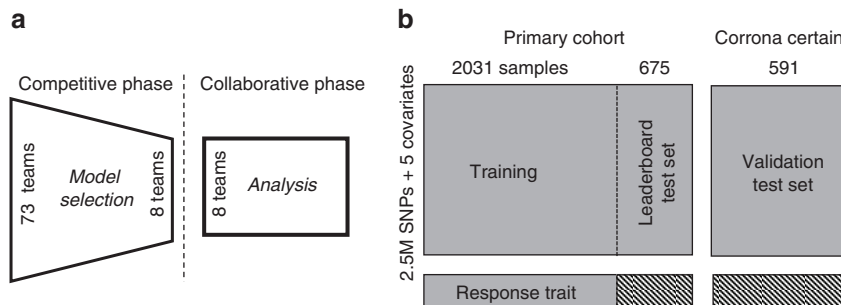 a
Competitive phase
Collaborative phase
73 teams
Model
selection
8 teams
8 teams
Analysis
b
Primary cohort
Corrona certain
2031 samples
675
591
2.5M SNPs + 5 covariates
Training
Leaderboard
test set
Validation
test set
Response trait